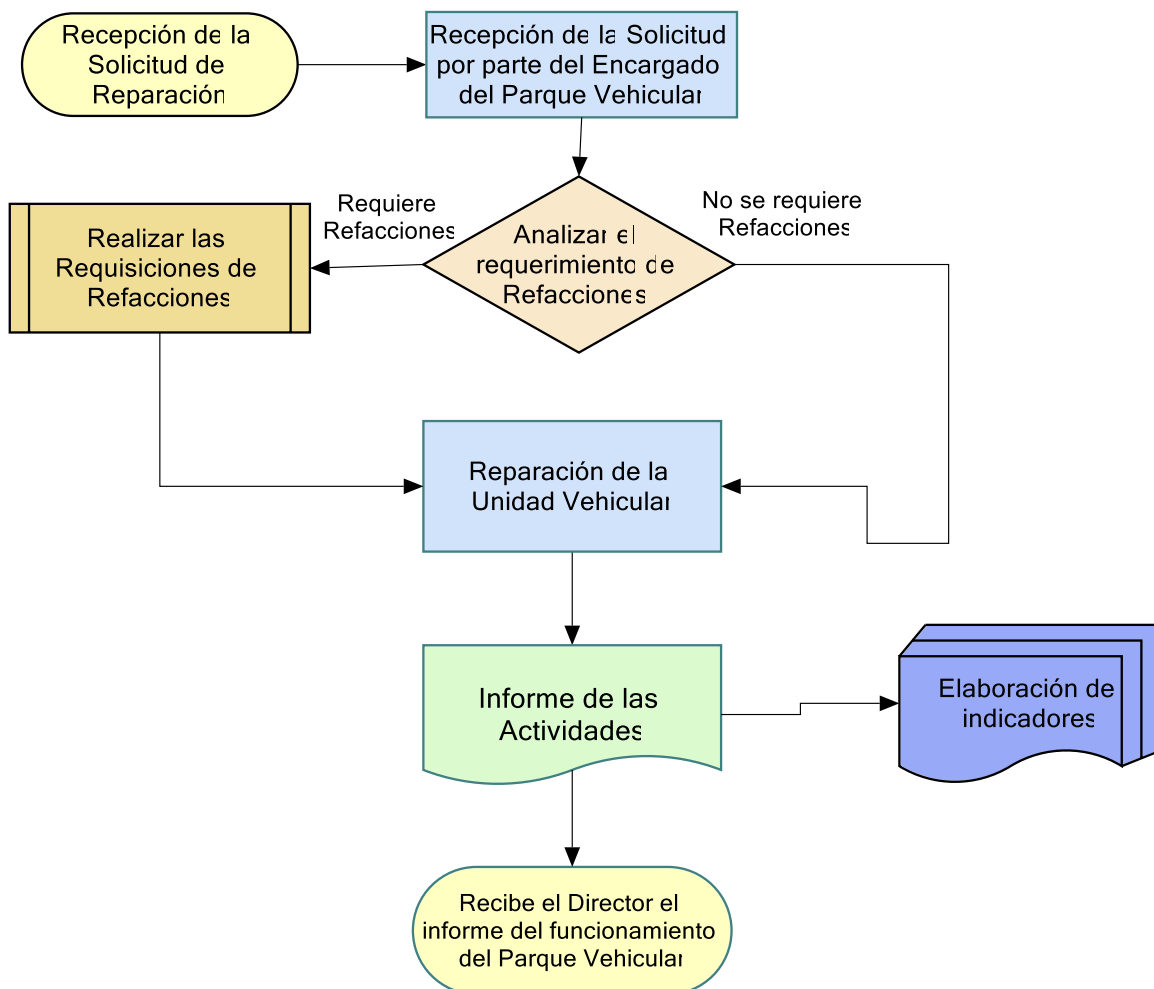 Recepción de la
Solicitud de
Reparación
Recepción de la Solicitud
por parte del Encargado
del Parque Vehicular
Requiere
Refacciones
No se requiere
Refacciones
Analizar el
requerimiento de
Refacciones
Realizar las
Requisiciones de
Refacciones
Reparación de la
Unidad Vehicular
Informe de las
Actividades
Elaboración de
indicadores
Recibe el Director el
informe del funcionamiento
del Parque Vehicular